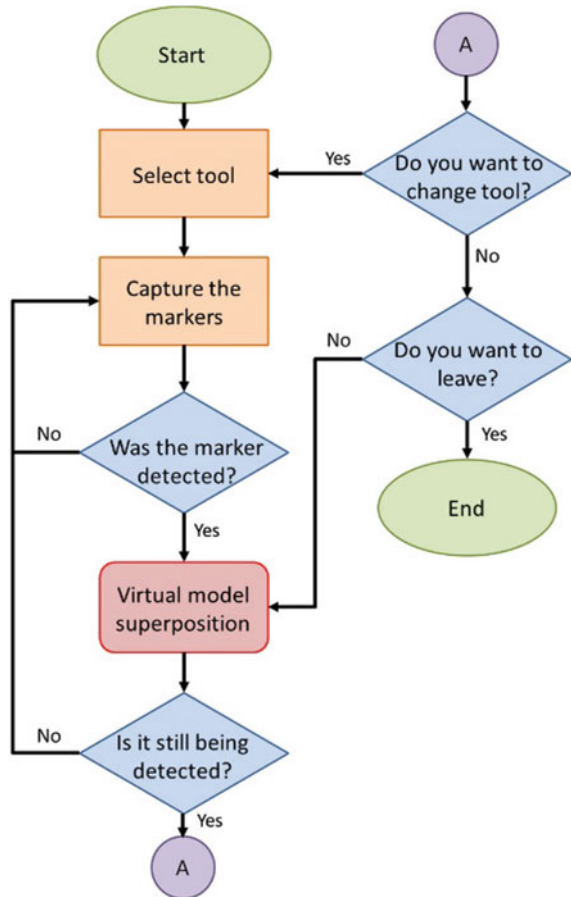 Start
Select tool
Capture the
markers
No
Was the marker
detected?
Yes
Virtual model
superposition
No
Is it still being
detected?
Yes
A
A
Yes
Do you want to
change tool?
No
No
Do you want to
leave?
Yes
End